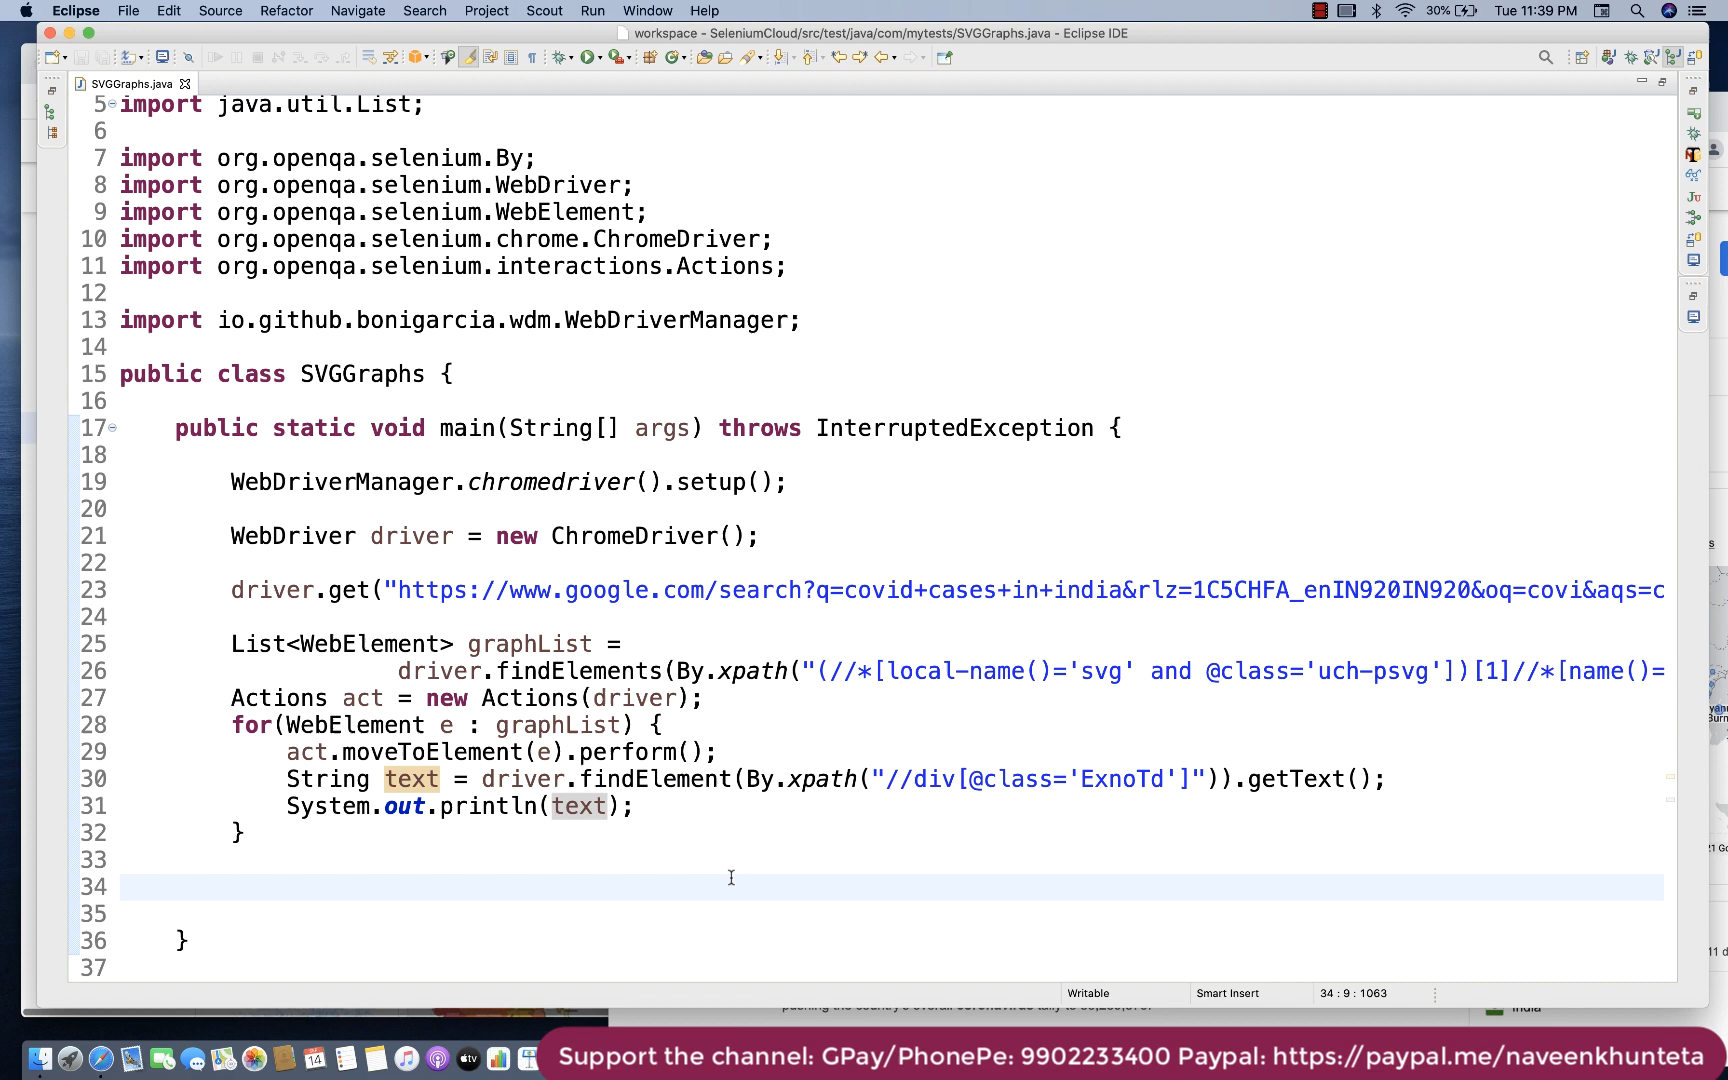 Eclipse File Edit Source Refactor Navigate Search Project Scout Run Window Help 30% Tue 11:39 PM
workspace - SeleniumCloud/src/test/java/com/mytests/SVGGraphs.java - Eclipse IDE
SVGGraphs.java
5 import java.util.List;
6
7 import org.openqa.selenium.By;
8 import org.openqa.selenium.WebDriver;
9 import org.openqa.selenium.WebElement;
10 import org.openqa.selenium.chrome.ChromeDriver;
11 import org.openqa.selenium.interactions.Actions;
12
13 import io.github.bonigarcia.wdm.WebDriverManager;
14
15 public class SVGGraphs {
16
17 public static void main(String[] args) throws InterruptedException {
18
19 WebDriverManager.chromedriver().setup();
20
21 WebDriver driver = new ChromeDriver();
22
23 driver.get("https://www.google.com/search?q=covid+cases+in+india&rlz=1C5CHFA_enIN920IN920&oq=covi&aqs=c
24
25 List<WebElement> graphList =
26 driver.findElements(By.xpath("(//*[local-name()='svg' and @class='uch-psvg'])[1]//*[name()=
27 Actions act = new Actions(driver);
28 for(WebElement e : graphList) {
29 act.moveToElement(e).perform();
30 String text = driver.findElement(By.xpath("//div[@class='ExnoTd']")).getText();
31 System.out.println(text);
32 }
33
34
35
36 }
37
Writable Smart Insert 34 : 9 : 1063
India
Support the channel: GPay/PhonePe: 9902233400 Paypal: https://paypal.me/naveenkhunteta